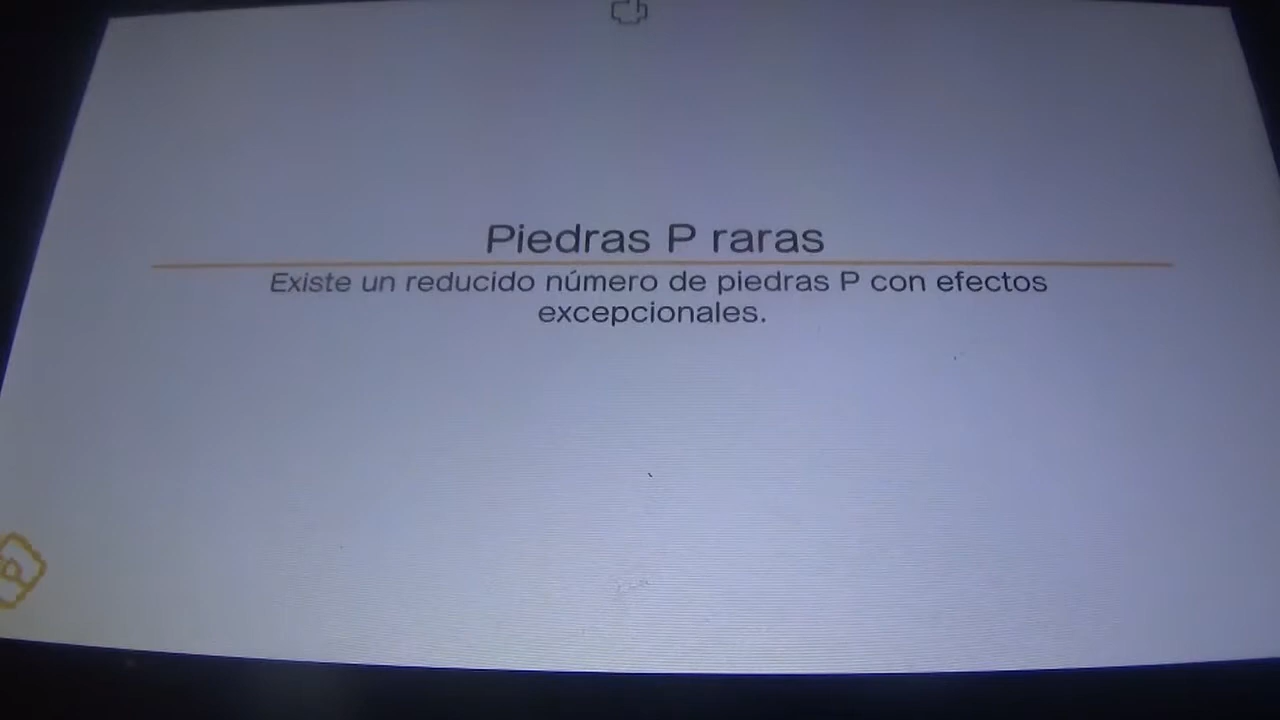 Piedras P raras
Existe un reducido número de piedras P con efectos
excepcionales.